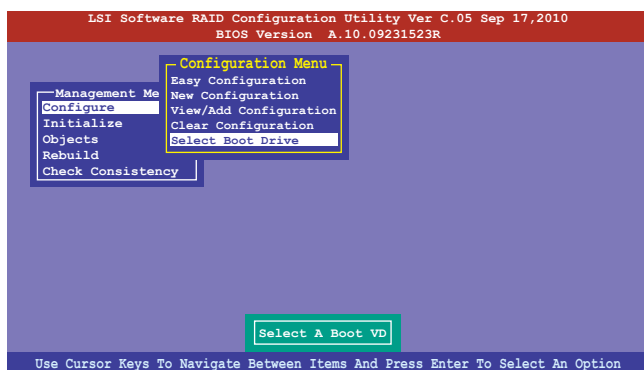 LSI Software RAID Configuration Utility Ver C.05 Sep 17,2010
BIOS Version A.10.09231523R
Configuration Menu
Easy Configuration
New Configuration
View/Add Configuration
Clear Configuration
Select Boot Drive
Management Me
Configure
Initialize
Objects
Rebuild
Check Consistency
Select A Boot VD
Use Cursor Keys To Navigate Between Items And Press Enter To Select An Option